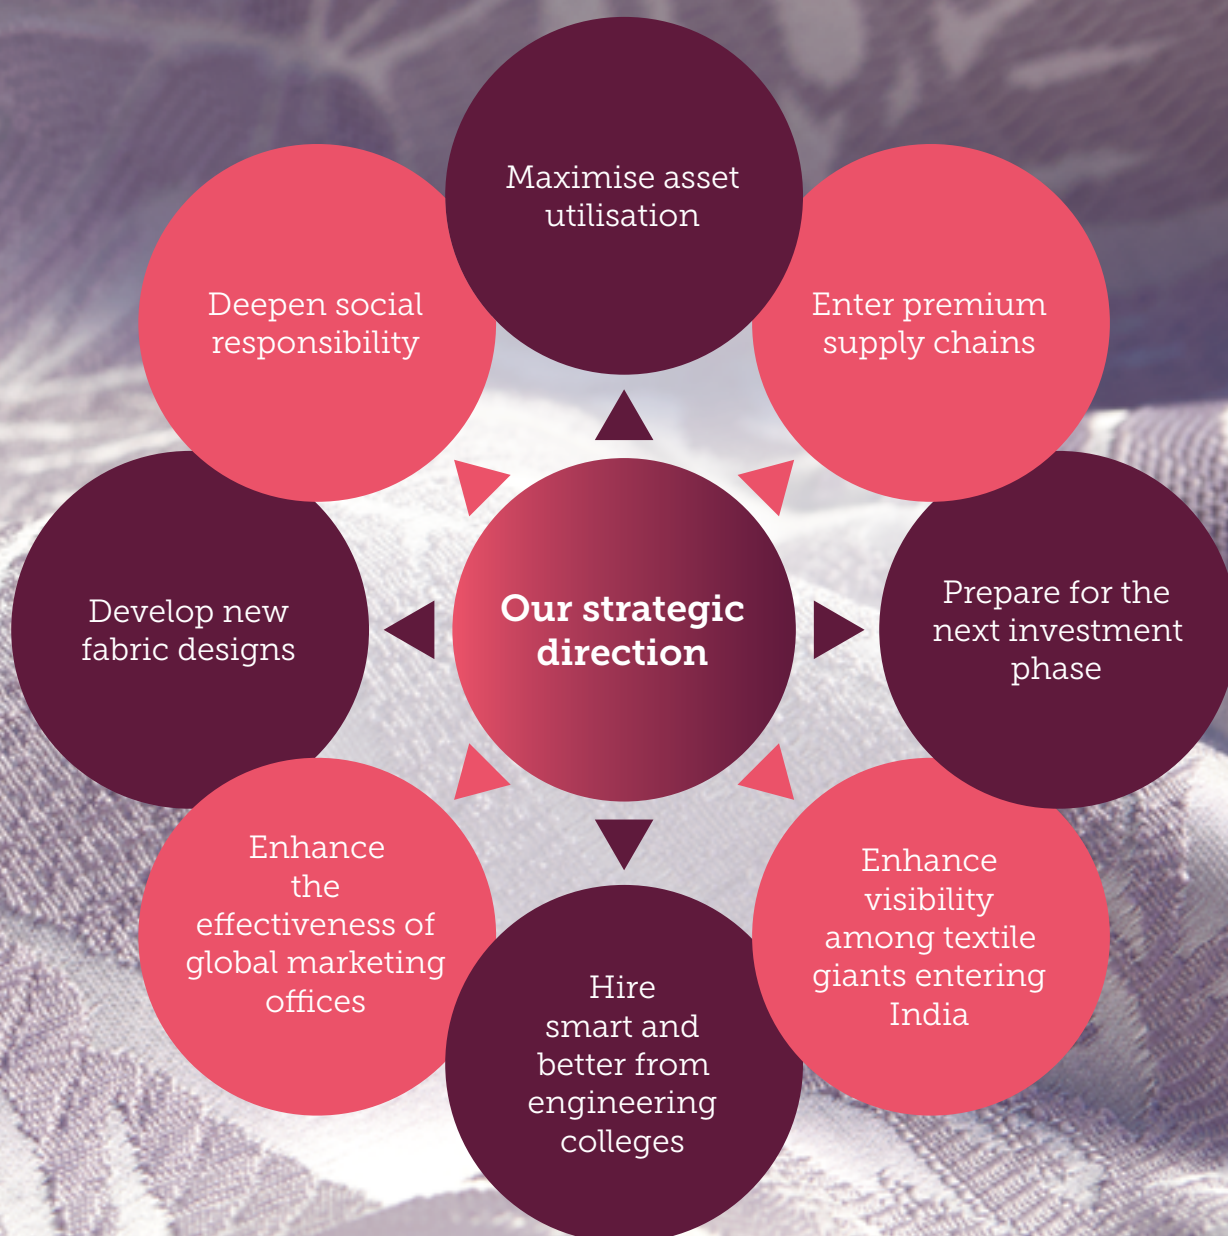 Maximise asset
utilisation
Enter premium
supply chains
Prepare for the
next investment
phase
Enhance
visibility
among textile
giants entering
India
Hire
smart and
better from
engineering
colleges
Enhance
the
effectiveness of
global marketing
offices
Develop new
fabric designs
Deepen social
responsibility
Our strategic
direction